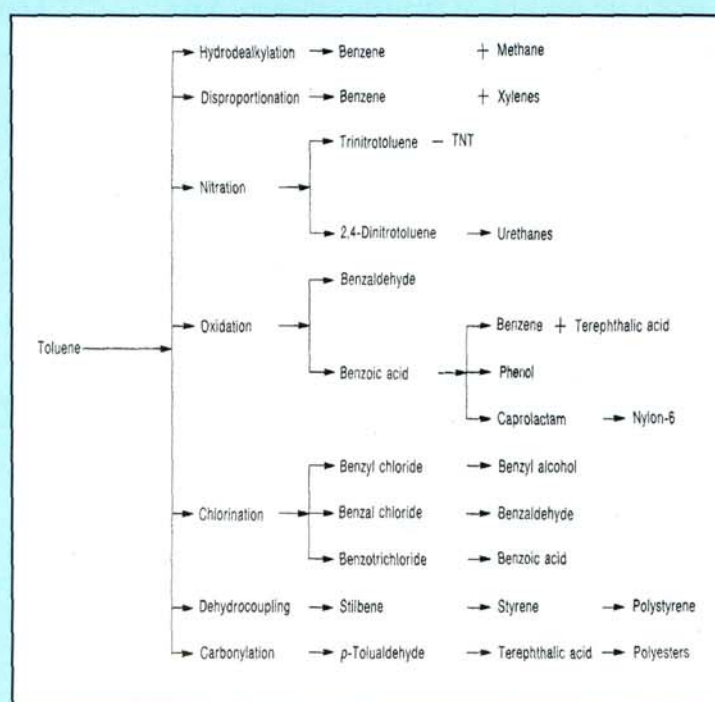 Hydrodealkylation Benzene + Methane
Disproportionation Benzene + Xylenes
Trinitrotoluene — TNT
Nitration
2,4-Dinitrotoluene Urethanes
Benzaldehyde
Oxidation Benzene + Terephthalic acid
Toluene
Benzoic acid Phenol
Caprolactam Nylon-6
Benzyl chloride Benzyl alcohol
Chlorination Benzal chloride Benzaldehyde
Benzotrichloride Benzoic acid
Dehydrocoupling Stilbene Styrene Polystyrene
Carbonylation p-Tolualdehyde Terephthalic acid Polyesters